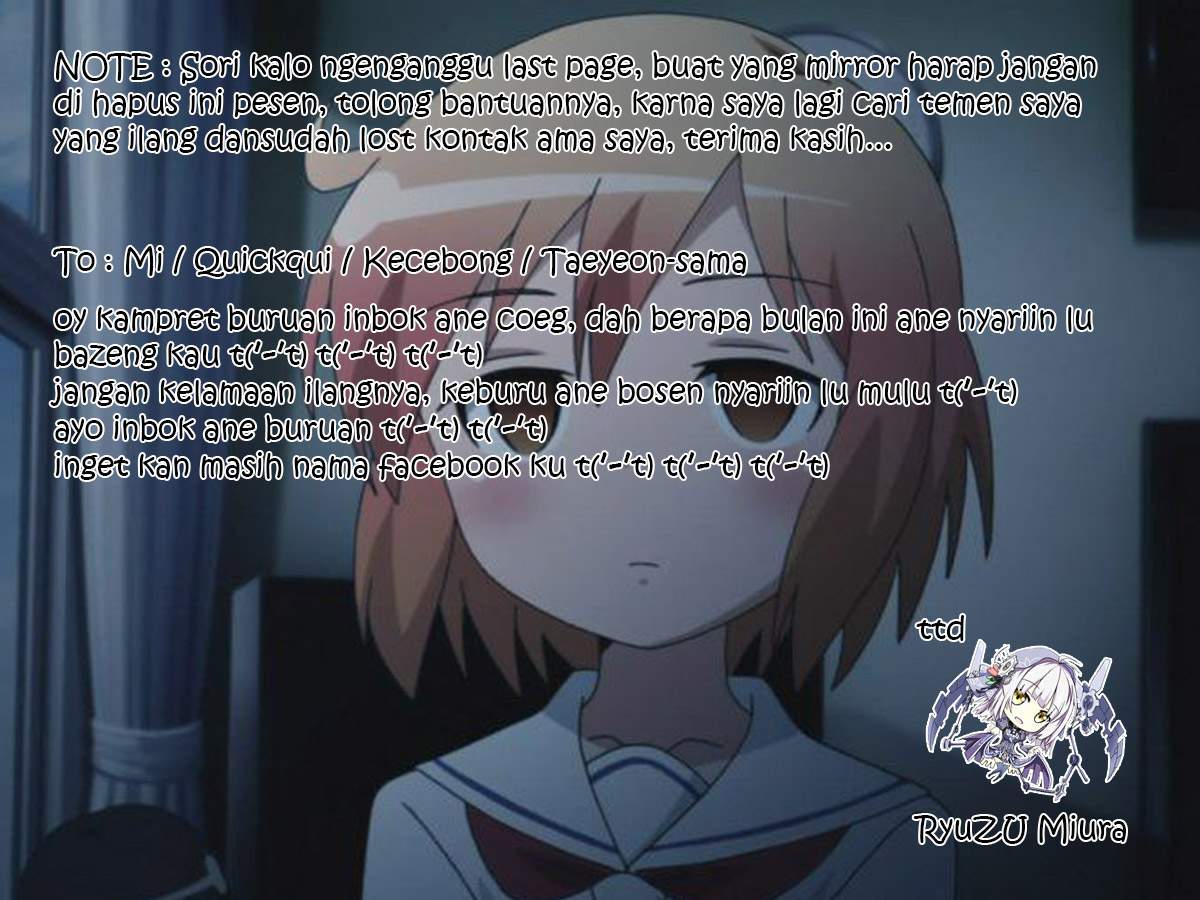 NOTE : Sori kalo ngenganggu last page, buat yang mirror harap jangan
di hapus ini pesen, tolong bantuannya, karna saya lagi cari temen saya
yang ilang dansudah lost kontak ama saya, terima kasih...
To : Mi / Quickqui / Kecebong / Taeyeon-sama
oy kampret buruan inbok ane coeg, dah berapa bulan ini ane nyariin lu
bazeng kau t('-'t) t('-'t) t('-'t)
jangan kelamaan ilangnya, keburu ane bosen nyariin lu mulu t('-'t)
ayo inbok ane buruan t('-'t) t('-'t)
inget kan masih nama facebook ku t('-'t) t('-'t) t('-'t)
ttd
RyuZU Miura